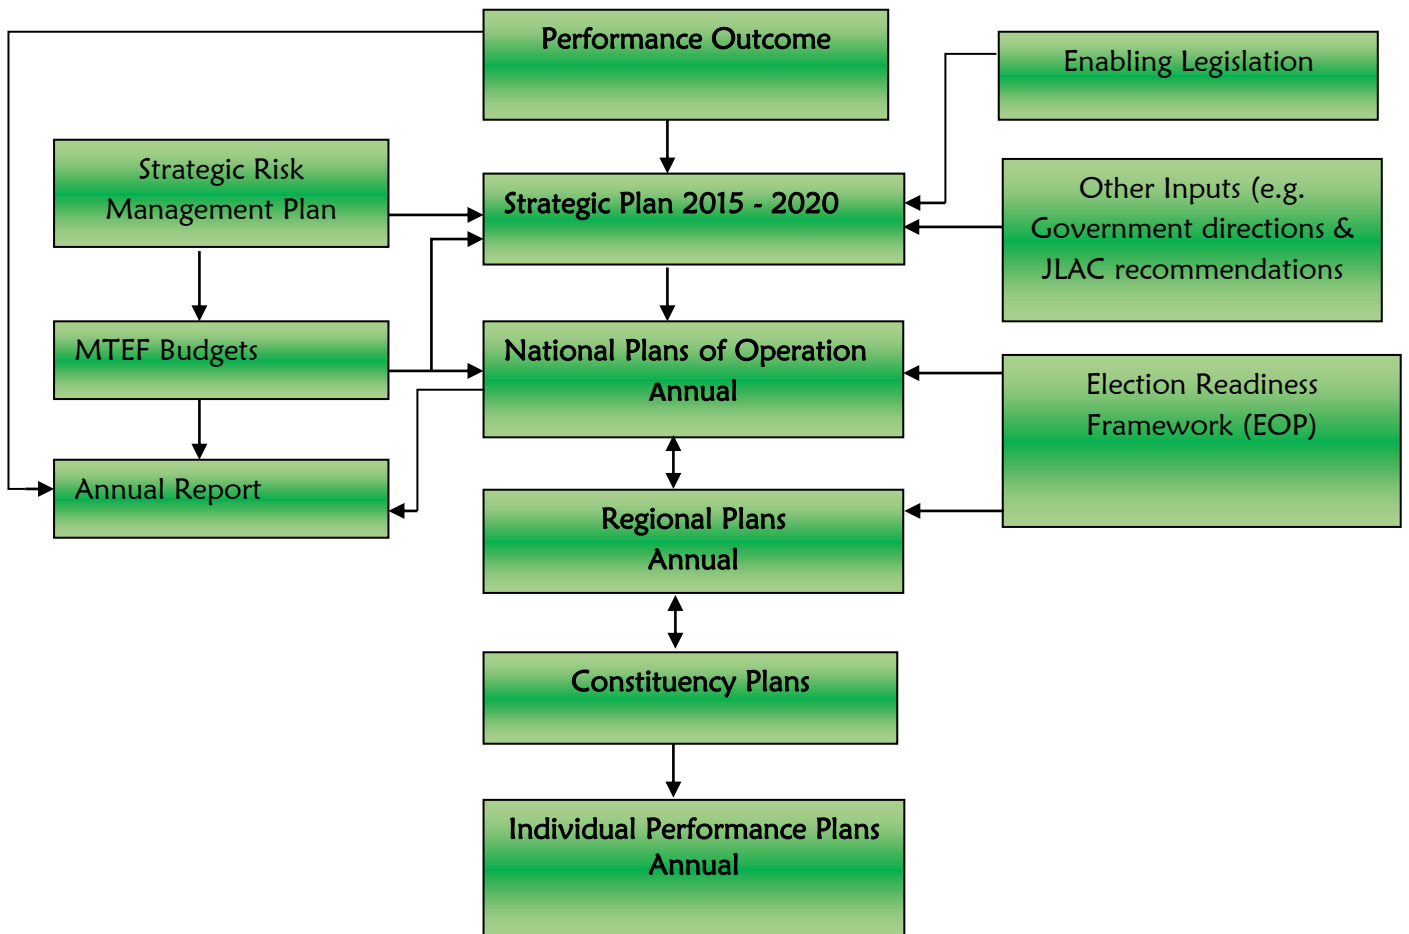 Performance Outcome
Enabling Legislation
Strategic Risk
Management Plan
Other Inputs (e.g.
Government directions &
JLAC recommendations
Strategic Plan 2015 - 2020
MTEF Budgets
National Plans of Operation
Annual
Election Readiness
Framework (EOP)
Annual Report
Regional Plans
Annual
Constituency Plans
Individual Performance Plans
Annual